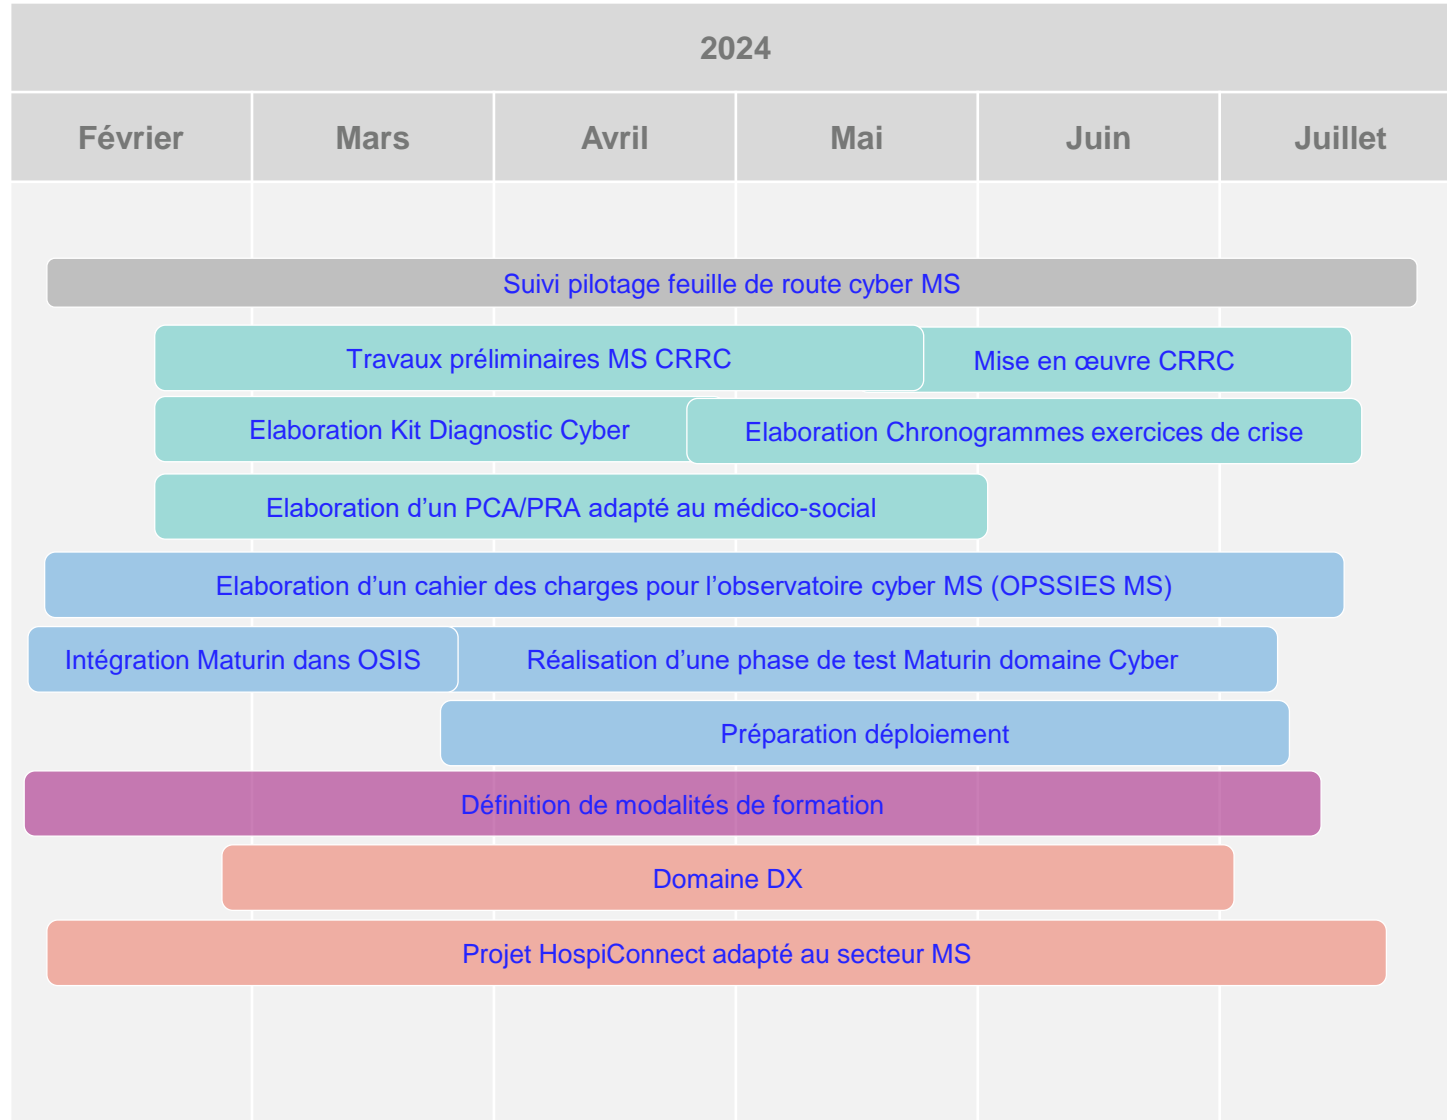 2024
Février
Mars
Avril
Mai
Juin
Juillet
Suivi pilotage feuille de route cyber MS
Travaux préliminaires MS CRRC
Mise en œuvre CRRC
Elaboration Kit Diagnostic Cyber
Elaboration Chronogrammes exercices de crise
Elaboration d’un PCA/PRA adapté au médico-social
Elaboration d’un cahier des charges pour l’observatoire cyber MS (OPSSIES MS)
Intégration Maturin dans OSIS
Réalisation d’une phase de test Maturin domaine Cyber
Préparation déploiement
Définition de modalités de formation
Domaine DX
Projet HospiConnect adapté au secteur MS